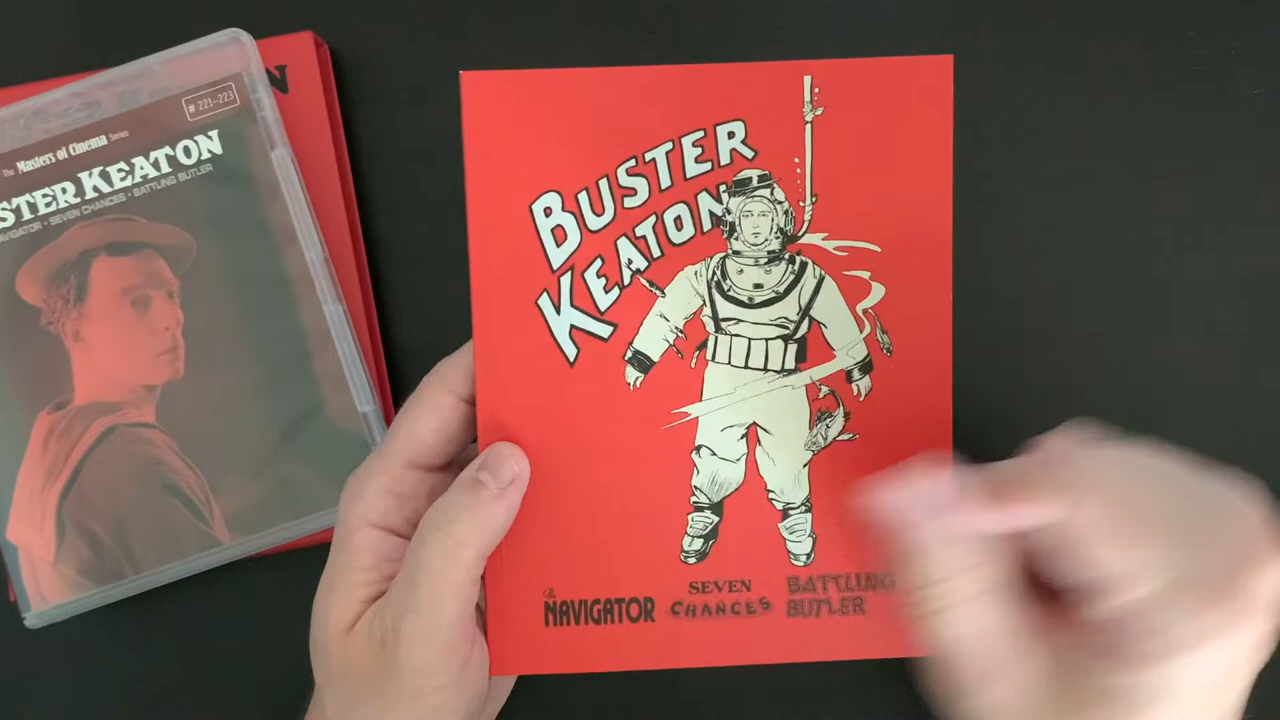 N
# 221-223
The Masters of Cinema Series
STER KEATON
AVIGATOR • SEVEN CHANCES • BATTLING BUTLER
BUSTER
KEATON
The
NAVIGATOR
SEVEN
CHANCES
BATTLING
BUTLER